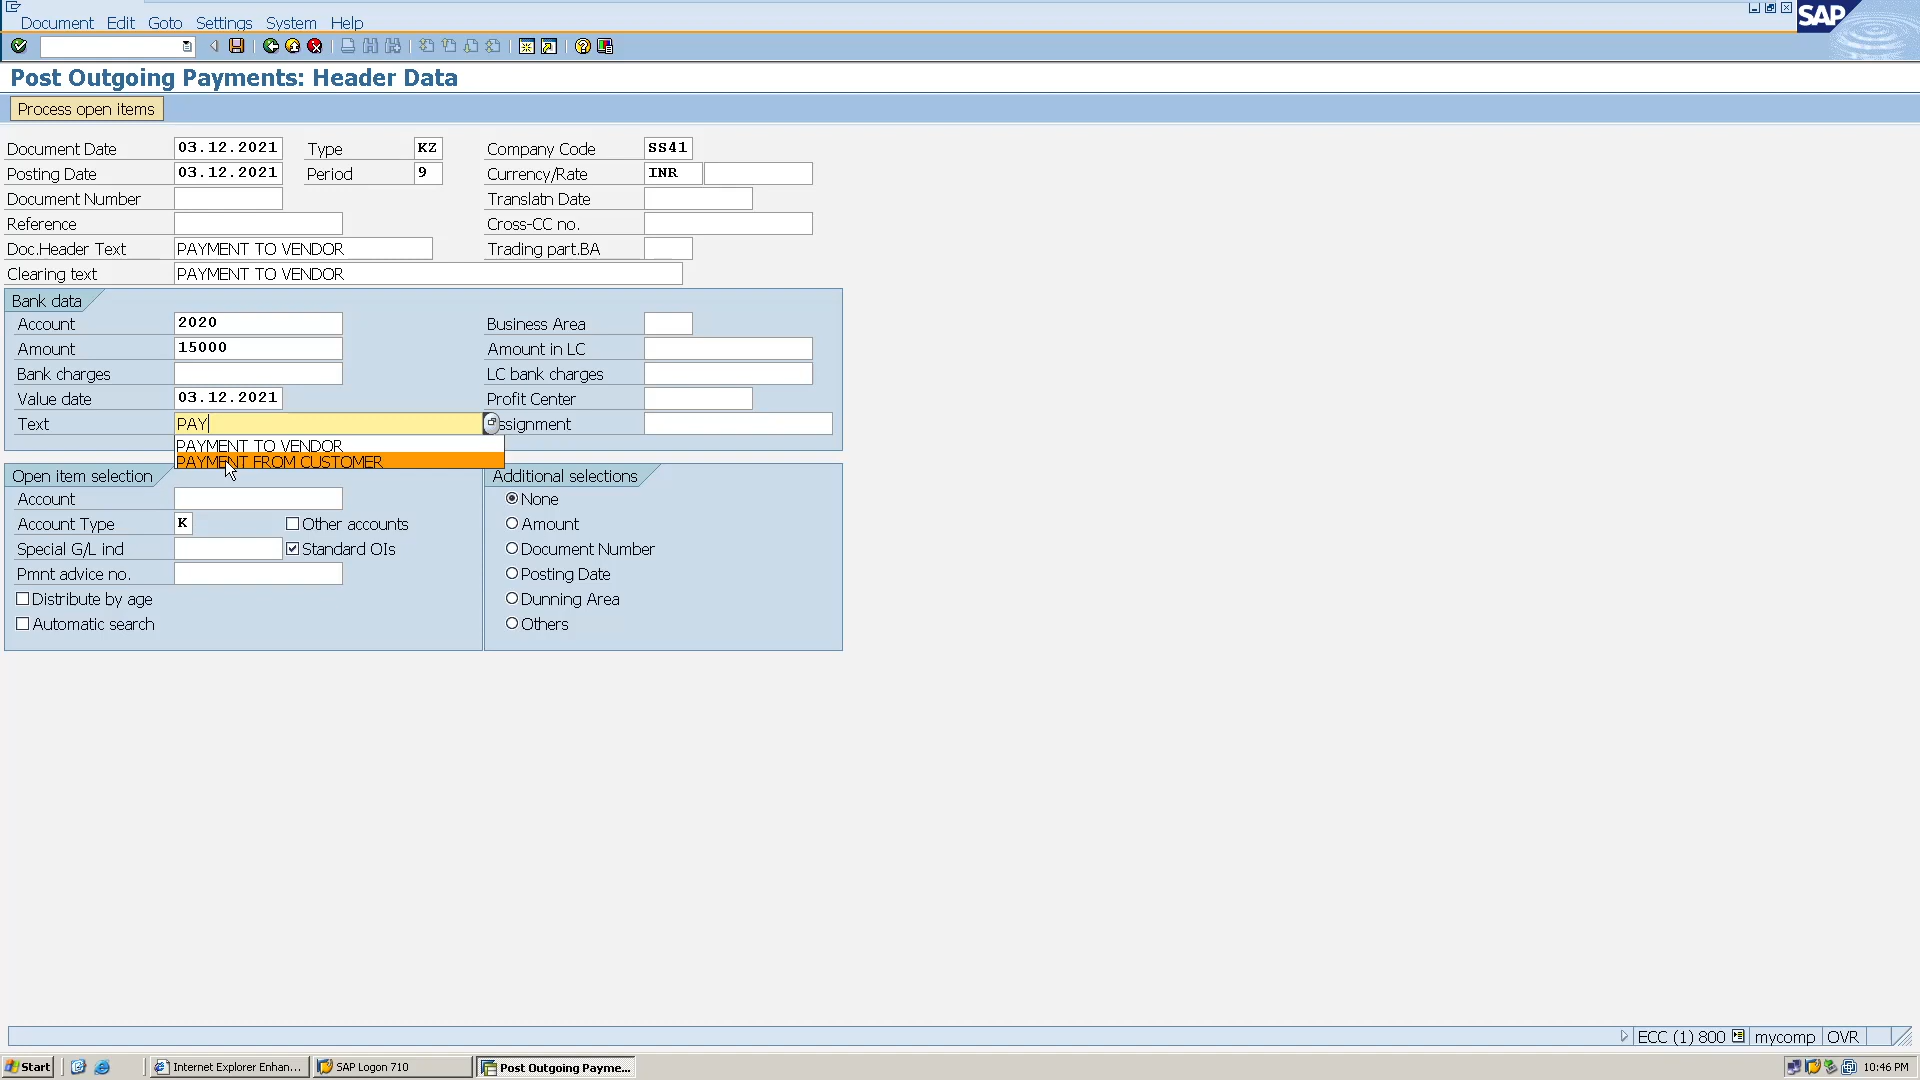 Document Edit Goto Settings System Help
SAP
Post Outgoing Payments: Header Data
Process open items
Document Date 03.12.2021 Type KZ Company Code SS41
Posting Date 03.12.2021 Period 9 Currency/Rate INR
Document Number Translatn Date
Reference Cross-CC no.
Doc.Header Text PAYMENT TO VENDOR Trading part.BA
Clearing text PAYMENT TO VENDOR
Bank data
Account 2020 Business Area
Amount 15000 Amount in LC
Bank charges LC bank charges
Value date 03.12.2021 Profit Center
Text PAY ssignment
PAYMENT TO VENDOR
PAYMENT FROM CUSTOMER
Open item selection Additional selections
Account None
Account Type K Other accounts Amount
Special G/L ind Standard OIs Document Number
Pmnt advice no. Posting Date
Distribute by age Dunning Area
Automatic search Others
ECC (1) 800 mycomp OVR
Start Internet Explorer Enhan... SAP Logon 710 Post Outgoing Payme... 10:46 PM